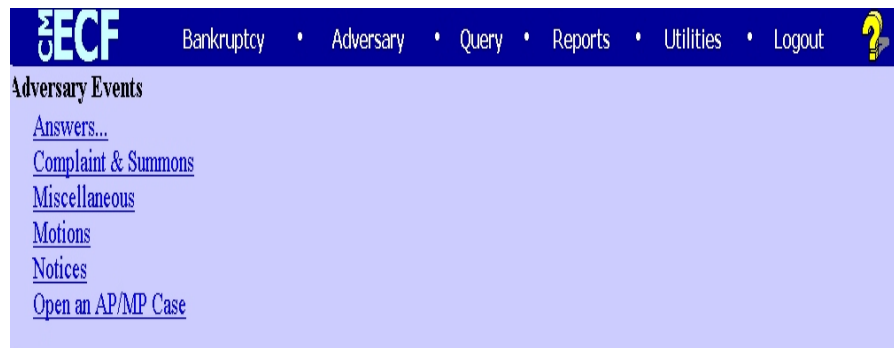 CM ECF Bankruptcy • Adversary • Query • Reports • Utilities • Logout ?
Adversary Events
Answers...
Complaint & Summons
Miscellaneous
Motions
Notices
Open an AP/MP Case